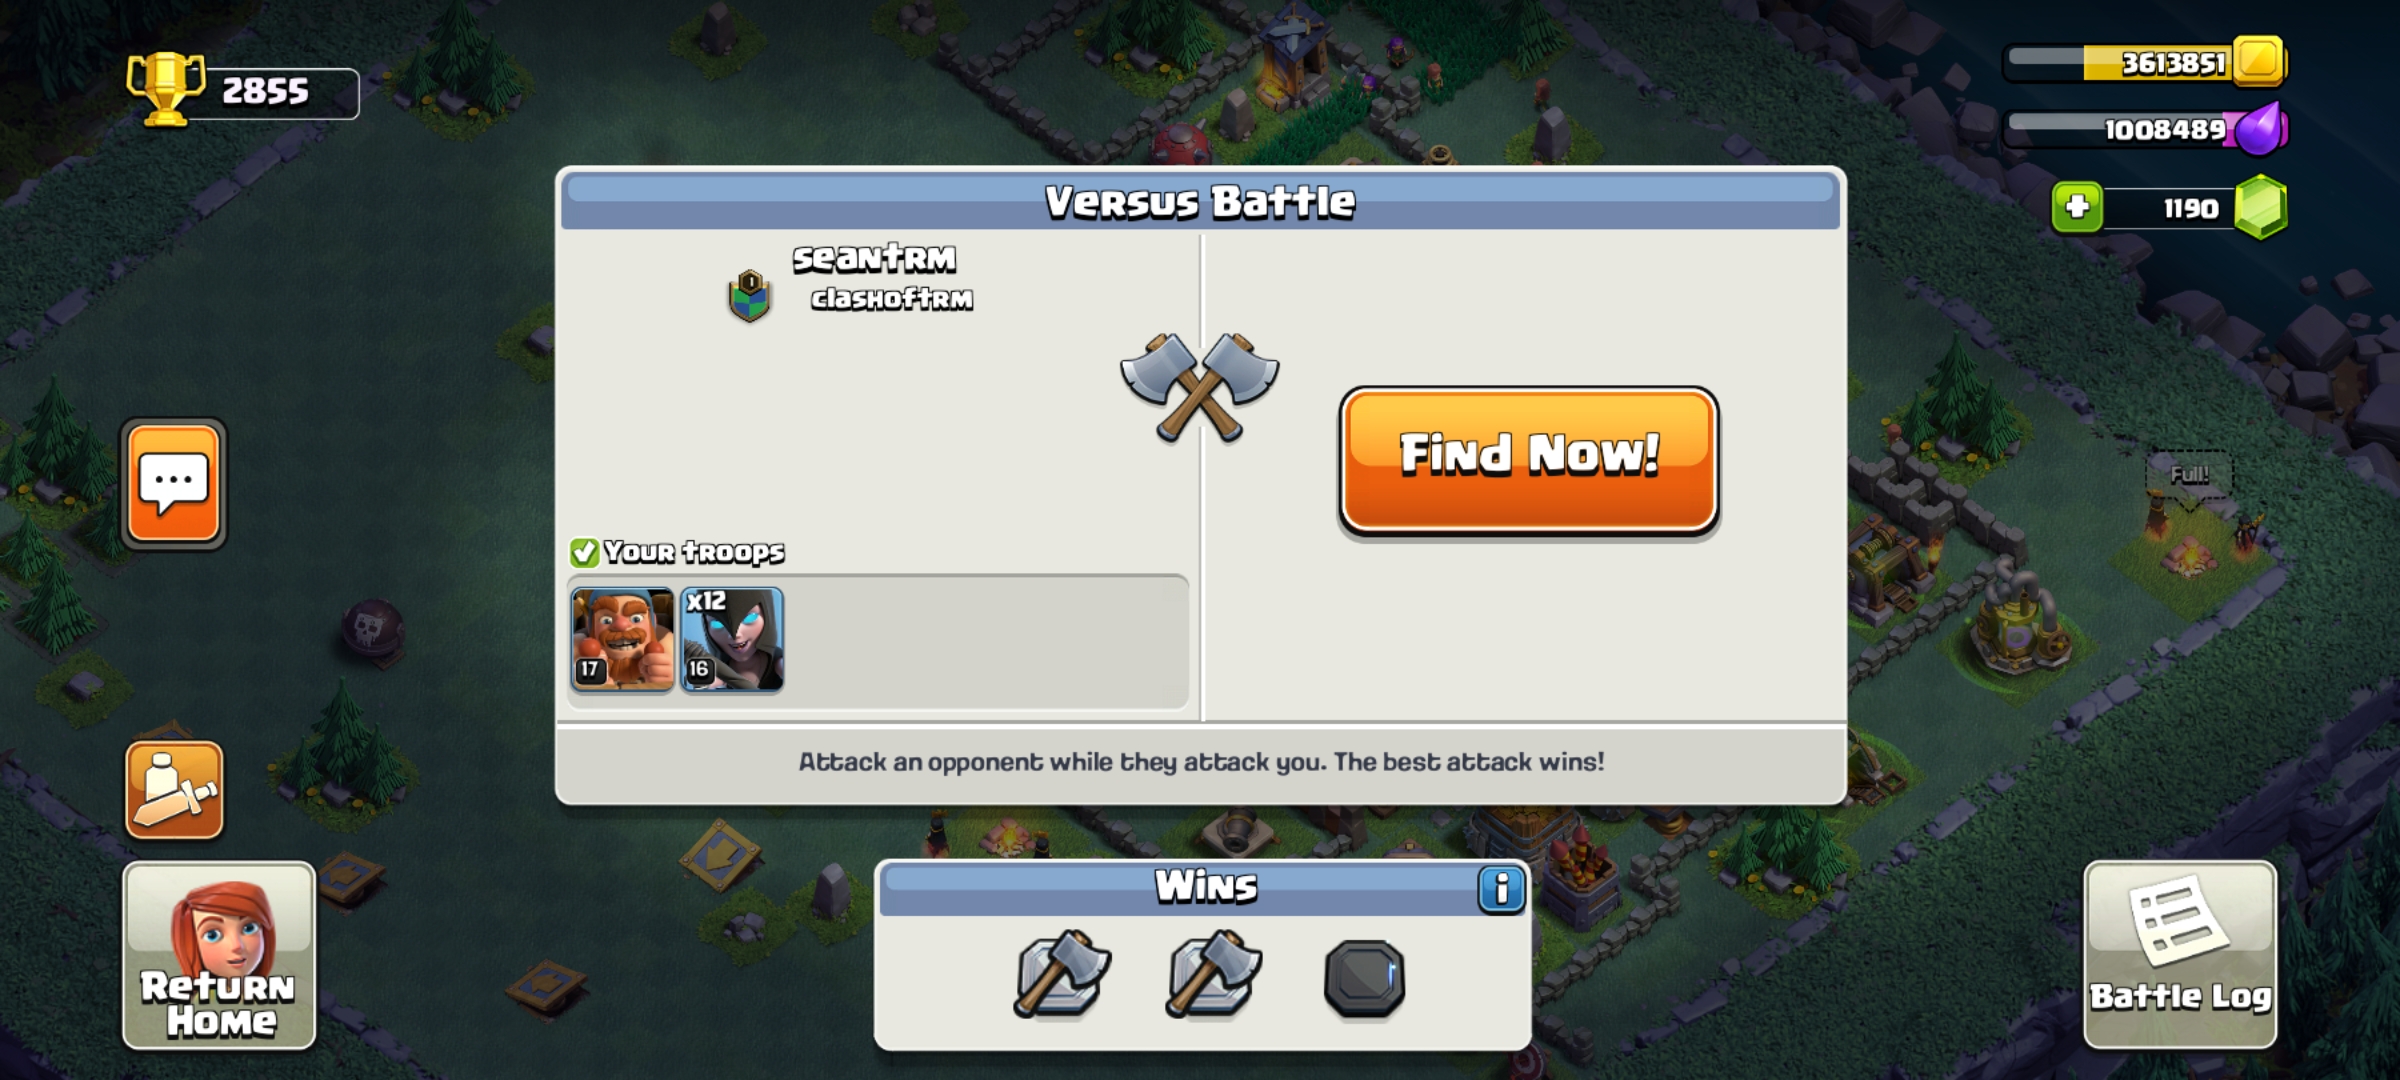 2855
3613851
1008489
1190
Versus Battle
seantrm
1
clashoftrm
Find Now!
Full!
Your troops
x12
17
16
Attack an opponent while they attack you. The best attack wins!
Wins
i
Return
Home
Battle Log